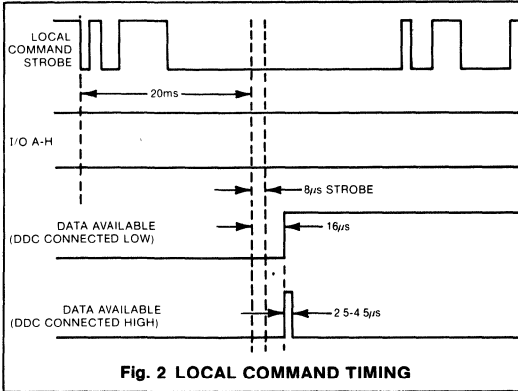 LOCAL
COMMAND
STROBE
20ms
I/O A-H
8µs STROBE
DATA AVAILABLE
(DDC CONNECTED LOW)
16µs
DATA AVAILABLE
(DDC CONNECTED HIGH)
2 5-4 5µs
Fig. 2 LOCAL COMMAND TIMING